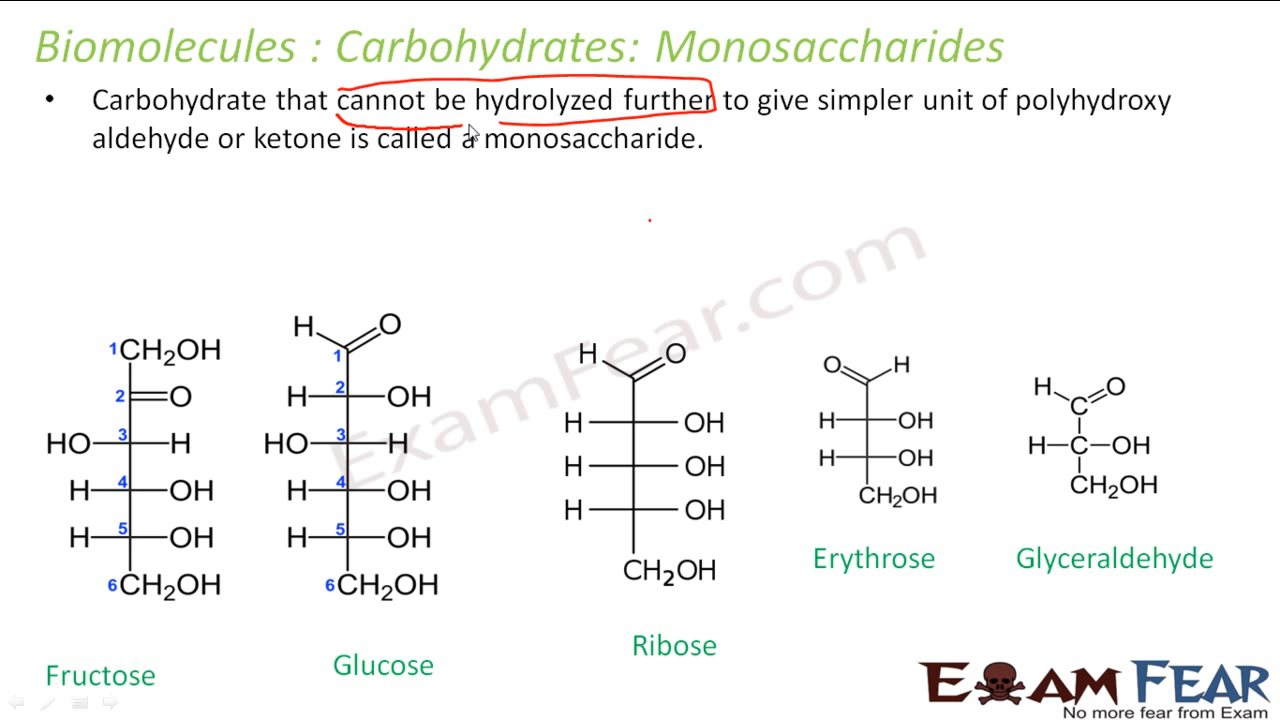 Biomolecules : Carbohydrates: Monosaccharides
• Carbohydrate that cannot be hydrolyzed further to give simpler unit of polyhydroxy
aldehyde or ketone is called a monosaccharide.
ExamFear.com
1CH₂OH
2 O
HO 3 H
H 4 OH
H 5 OH
6CH₂OH
Fructose
H O
1
H 2 OH
HO 3 H
H 4 OH
H 5 OH
6CH₂OH
Glucose
H O
H OH
H OH
H OH
CH₂OH
Ribose
O H
H OH
H OH
CH₂OH
Erythrose
H O
C
H C OH
CH₂OH
Glyceraldehyde
EXAM FEAR
No more fear from Exam